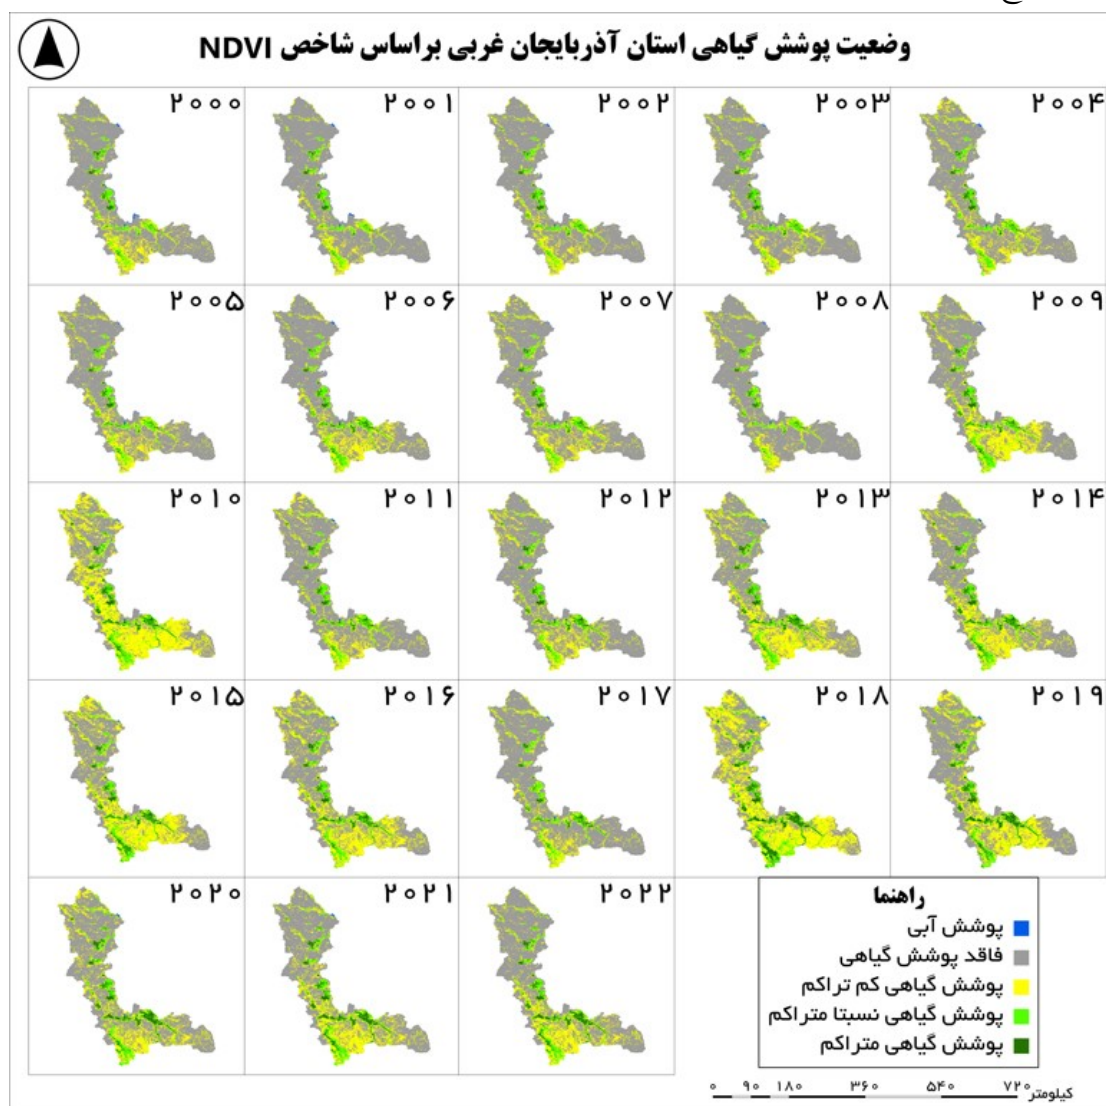 وضعیت پوشش گیاهی استان آذربایجان غربی براساس شاخص NDVI
۲۰۰۰ ۲۰۰۱ ۲۰۰۲ ۲۰۰۳ ۲۰۰۴
۲۰۰۵ ۲۰۰۶ ۲۰۰۷ ۲۰۰۸ ۲۰۰۹
۲۰۱۰ ۲۰۱۱ ۲۰۱۲ ۲۰۱۳ ۲۰۱۴
۲۰۱۵ ۲۰۱۶ ۲۰۱۷ ۲۰۱۸ ۲۰۱۹
۲۰۲۰ ۲۰۲۱ ۲۰۲۲
راهنما
پوشش آبی
فاقد پوشش گیاهی
پوشش گیاهی کم تراکم
پوشش گیاهی نسبتا متراکم
پوشش گیاهی متراکم
۰ ۹۰ ۱۸۰ ۳۶۰ ۵۴۰ ۷۲۰ کیلومتر